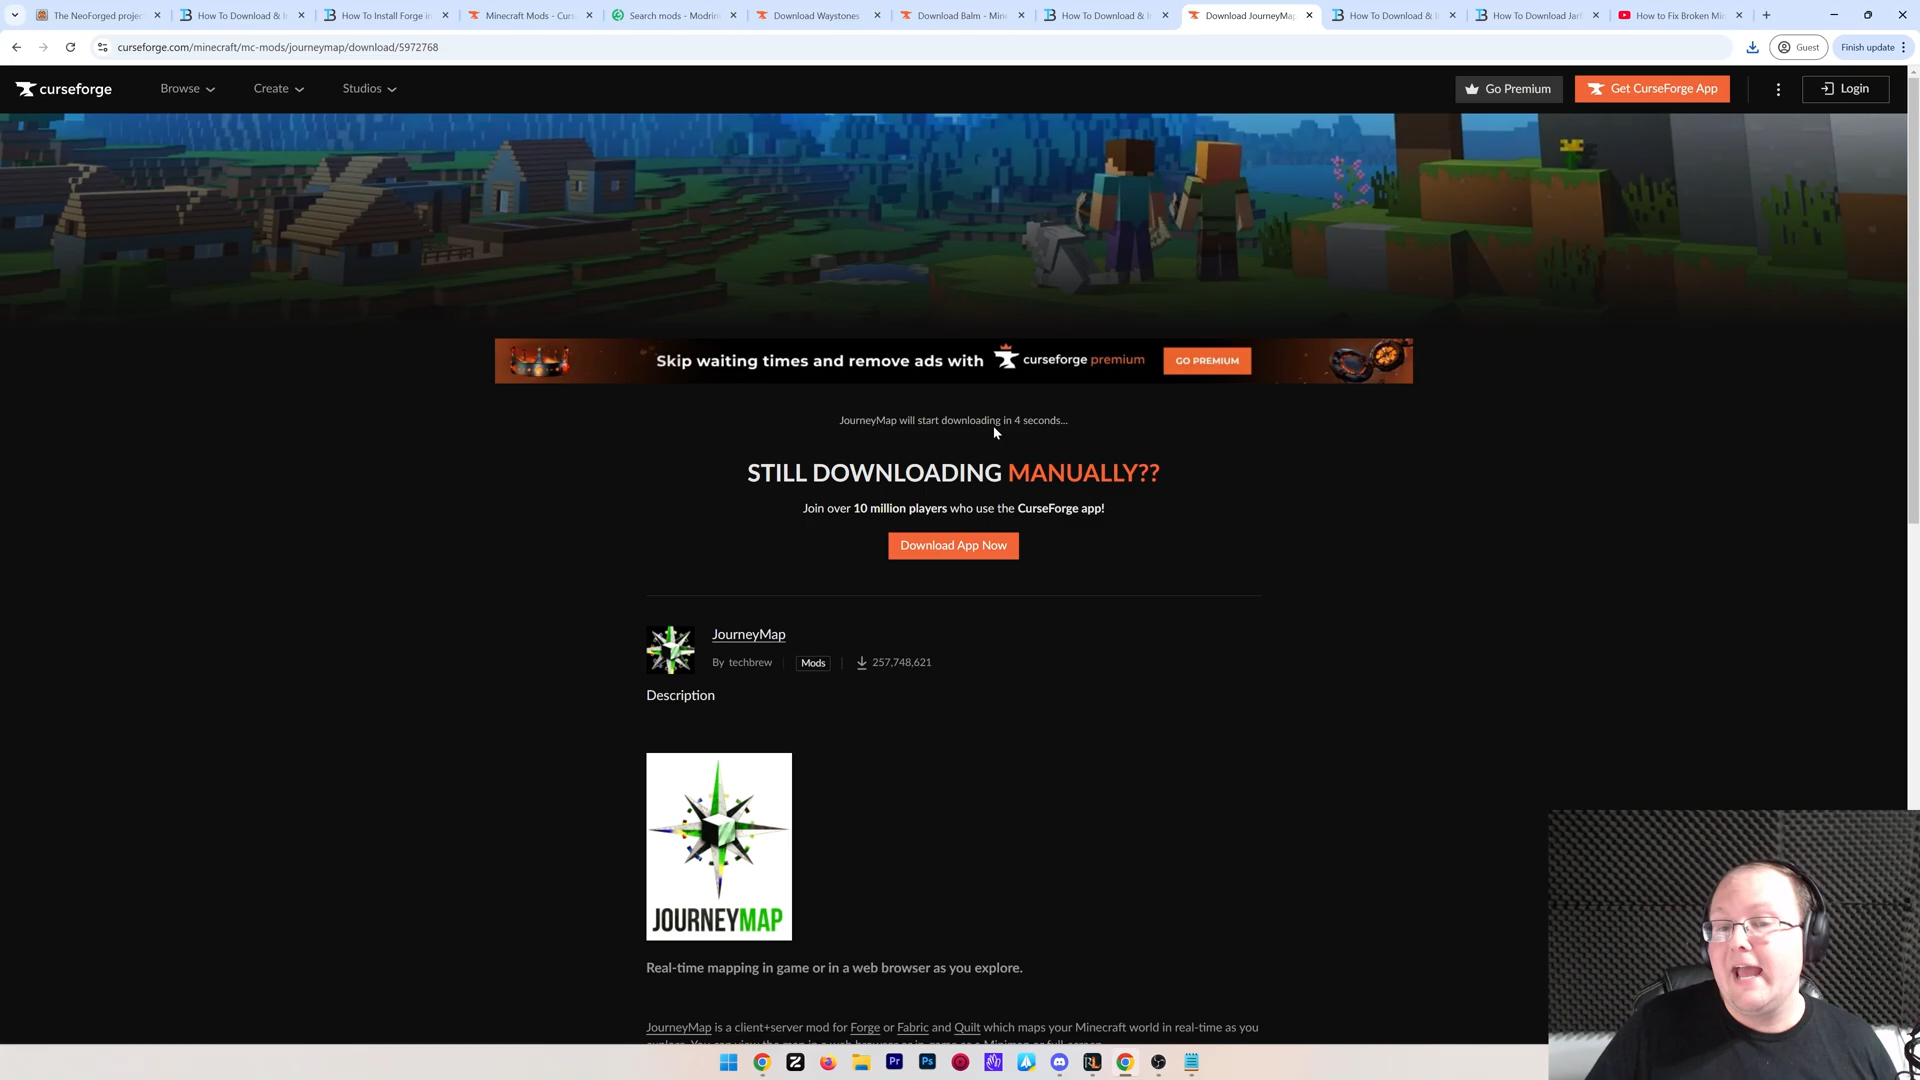 The NeoForged projec
How To Download & I
How To Install Forge in
Minecraft Mods - Curs
Search mods - Modrin
Download Waystones
Download Balm - Min
How To Download & I
Download JourneyMap
How To Download & I
How To Download Jar
How to Fix Broken Min
curseforge.com/minecraft/mc-mods/journeymap/download/5972768
Guest
Finish update
curseforge
Browse
Create
Studios
Go Premium
Get CurseForge App
Login
Skip waiting times and remove ads with curseforge premium GO PREMIUM
JourneyMap will start downloading in 4 seconds...
STILL DOWNLOADING MANUALLY??
Join over 10 million players who use the CurseForge app!
Download App Now
JourneyMap
By techbrew Mods 257,748,621
Description
JOURNEYMAP
Real-time mapping in game or in a web browser as you explore.
JourneyMap is a client+server mod for Forge or Fabric and Quilt which maps your Minecraft world in real-time as you
Pr
Ps